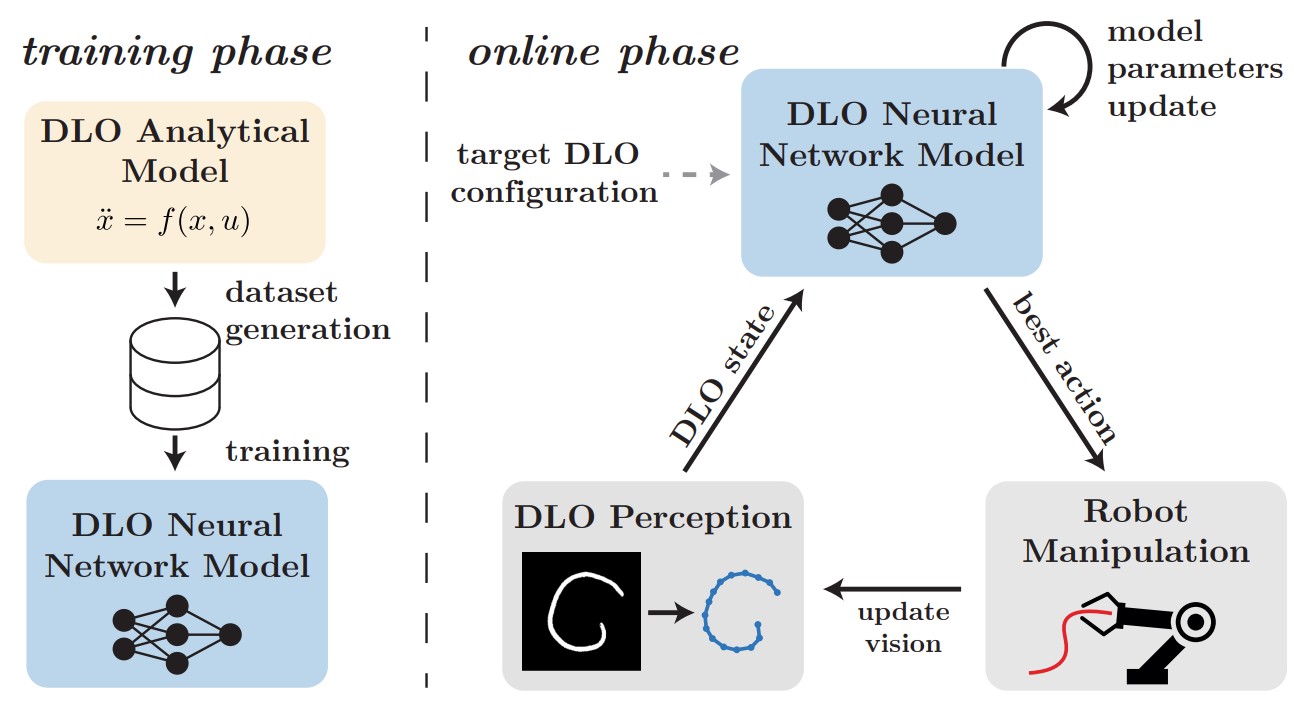 training phase
DLO Analytical
Model
ẍ = f(x, u)
dataset
generation
training
DLO Neural
Network Model
online phase
target DLO
configuration
DLO Neural
Network Model
model
parameters
update
DLO state
best action
DLO Perception
update
vision
Robot
Manipulation